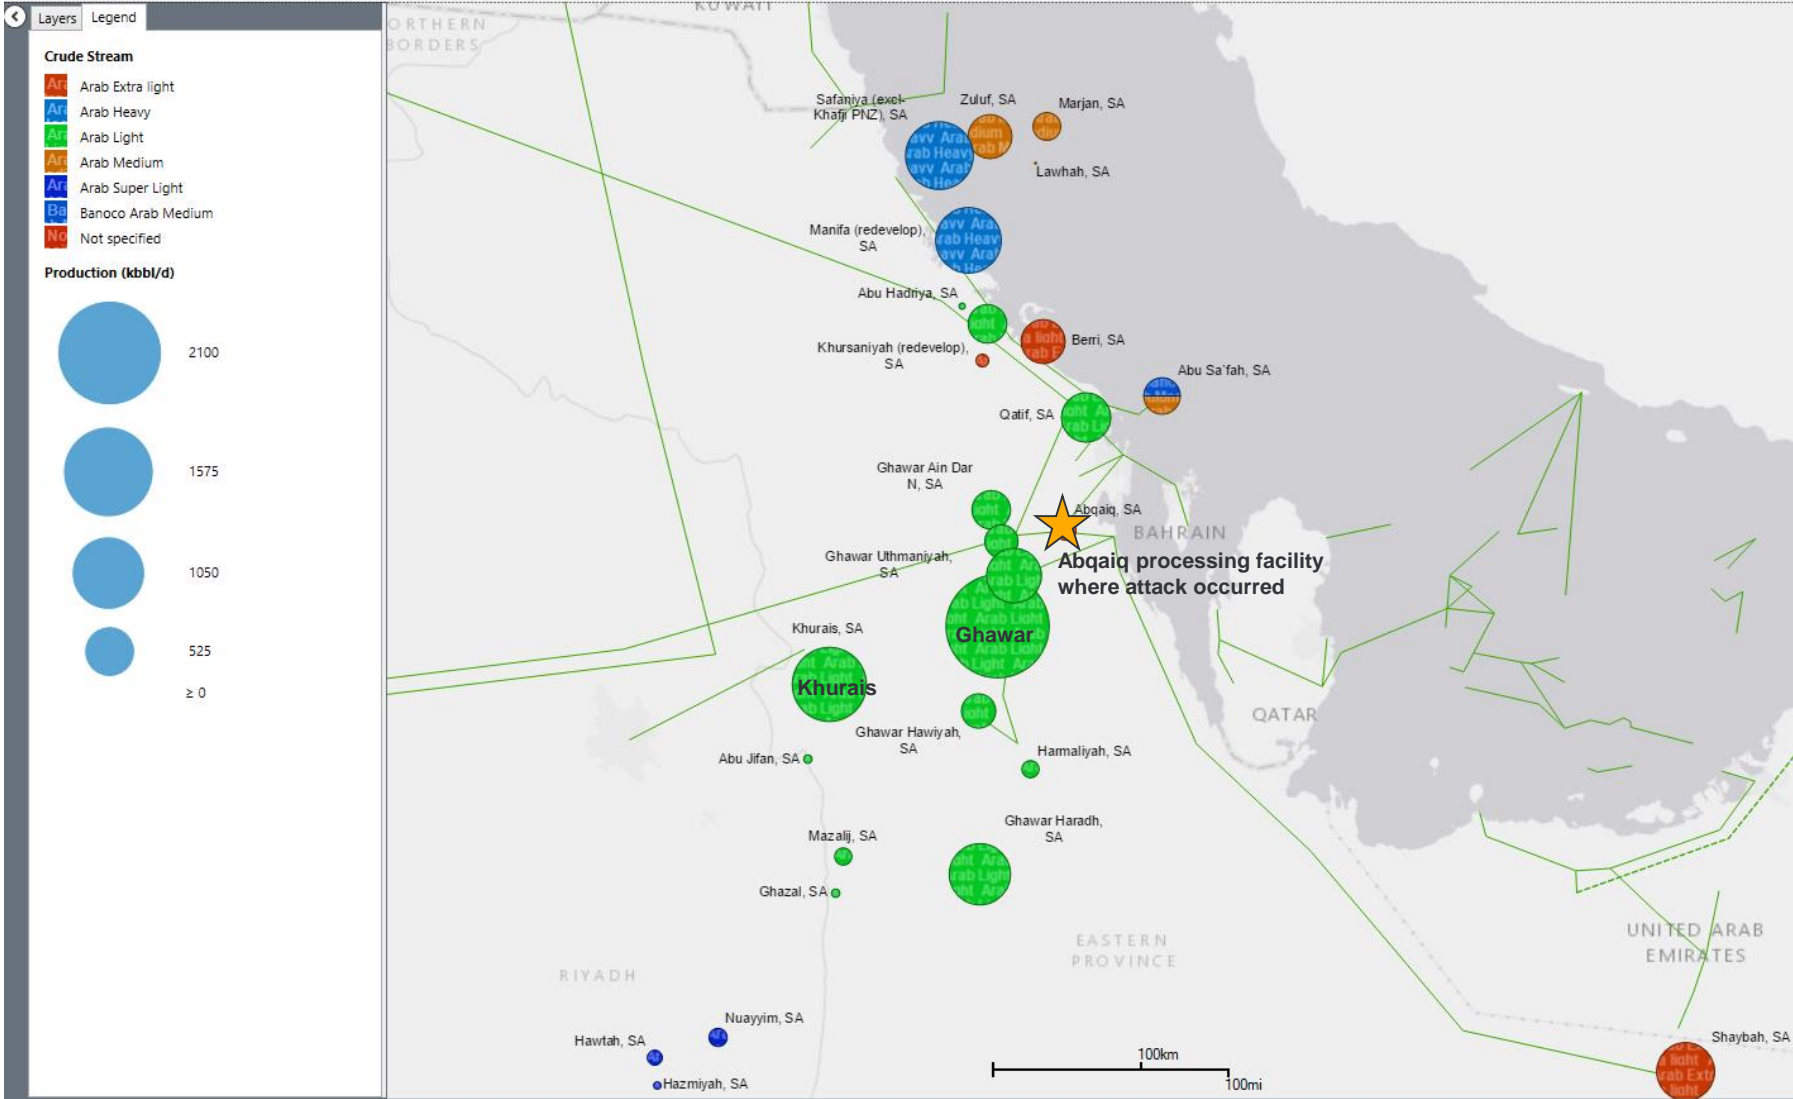 Layers
Legend
Crude Stream
Arab Extra light
Arab Heavy
Arab Light
Arab Medium
Arab Super Light
Banoco Arab Medium
Not specified
Production (kbbl/d)
2100
1575
1050
525
≥ 0
KUWAIT
NORTHERN
BORDERS
Safaniya (excl-
Khafji PNZ), SA
Zuluf, SA
Marjan, SA
Lawhah, SA
Manifa (redevelop),
SA
Abu Hadriya, SA
Khursaniyah (redevelop),
SA
Berri, SA
Abu Sa'fah, SA
Qatif, SA
Ghawar Ain Dar
N, SA
Abqaiq, SA
BAHRAIN
Abqaiq processing facility
where attack occurred
Ghawar Uthmaniyah,
SA
Ghawar
Khurais, SA
Khurais
Ghawar Hawiyah,
SA
QATAR
Abu Jifan, SA
Harmaliyah, SA
Ghawar Haradh,
SA
Mazalij, SA
Ghazal, SA
EASTERN
PROVINCE
UNITED ARAB
EMIRATES
RIYADH
Nuayyim, SA
Hawtah, SA
Hazmiyah, SA
Shaybah, SA
100km
100mi